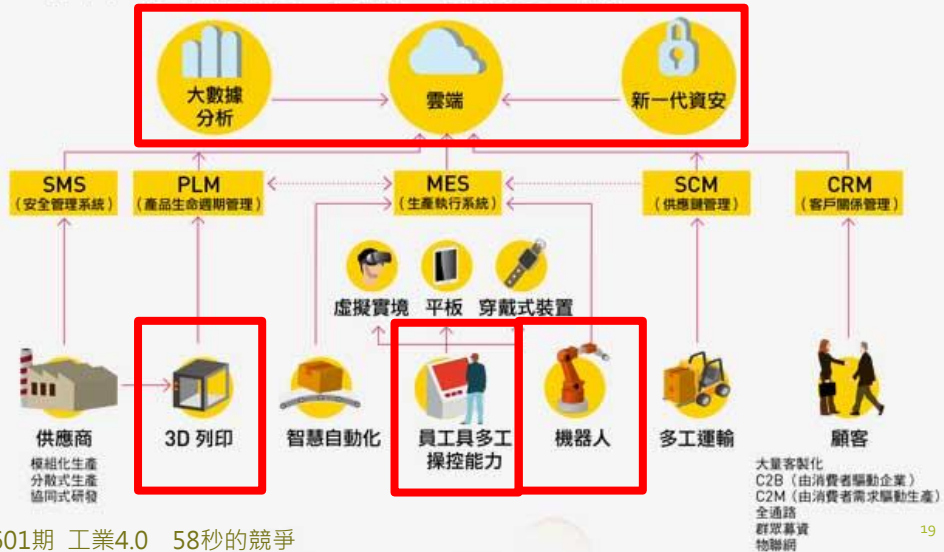 大數據
分析
雲端
新一代資安
SMS
(安全管理系統)
PLM
(產品生命週期管理)
MES
(生產執行系統)
SCM
(供應鏈管理)
CRM
(客戶關係管理)
虛擬實境
平板
穿戴式裝置
供應商
模組化生產
分散式生產
協同式研發
3D 列印
智慧自動化
員工具多工
操控能力
機器人
多工運輸
顧客
大量客製化
C2B(由消費者驅動企業)
C2M(由消費者需求驅動生產)
全通路
群眾募資
物聯網
601期 工業4.0 58秒的競爭
19